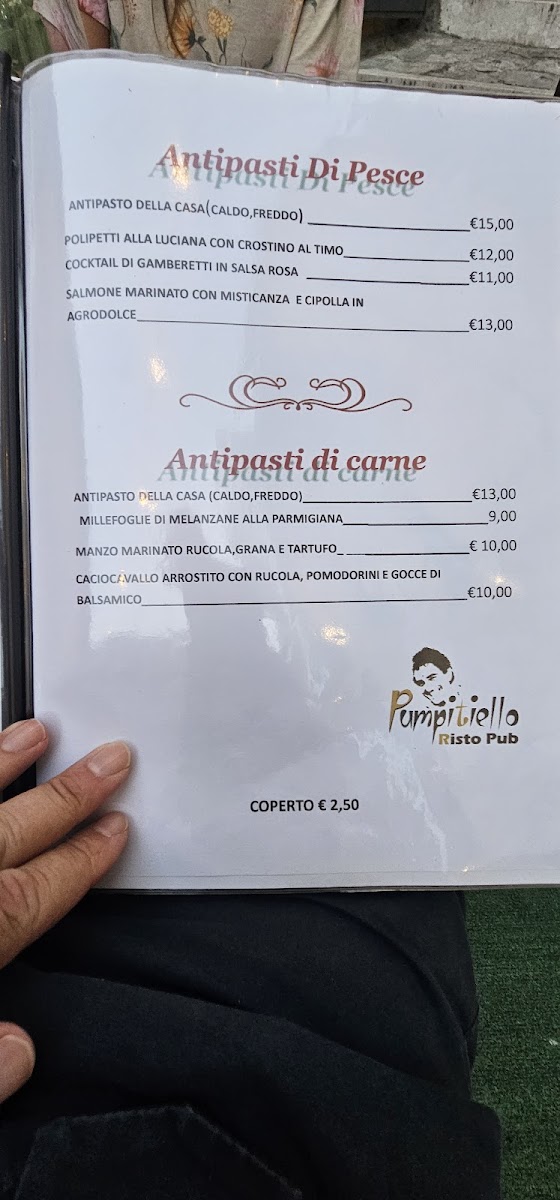 Antipasti Di Pesce
ANTIPASTO DELLA CASA(CALDO,FREDDO) €15,00
POLIPETTI ALLA LUCIANA CON CROSTINO AL TIMO €12,00
COCKTAIL DI GAMBERETTI IN SALSA ROSA €11,00
SALMONE MARINATO CON MISTICANZA E CIPOLLA IN
AGRODOLCE €13,00
Antipasti di carne
ANTIPASTO DELLA CASA (CALDO,FREDDO) €13,00
MILLEFOGLIE DI MELANZANE ALLA PARMIGIANA 9,00
MANZO MARINATO RUCOLA,GRANA E TARTUFO € 10,00
CACIOCAVALLO ARROSTITO CON RUCOLA, POMODORINI E GOCCE DI
BALSAMICO €10,00
Pumpitiello
Risto Pub
COPERTO € 2,50